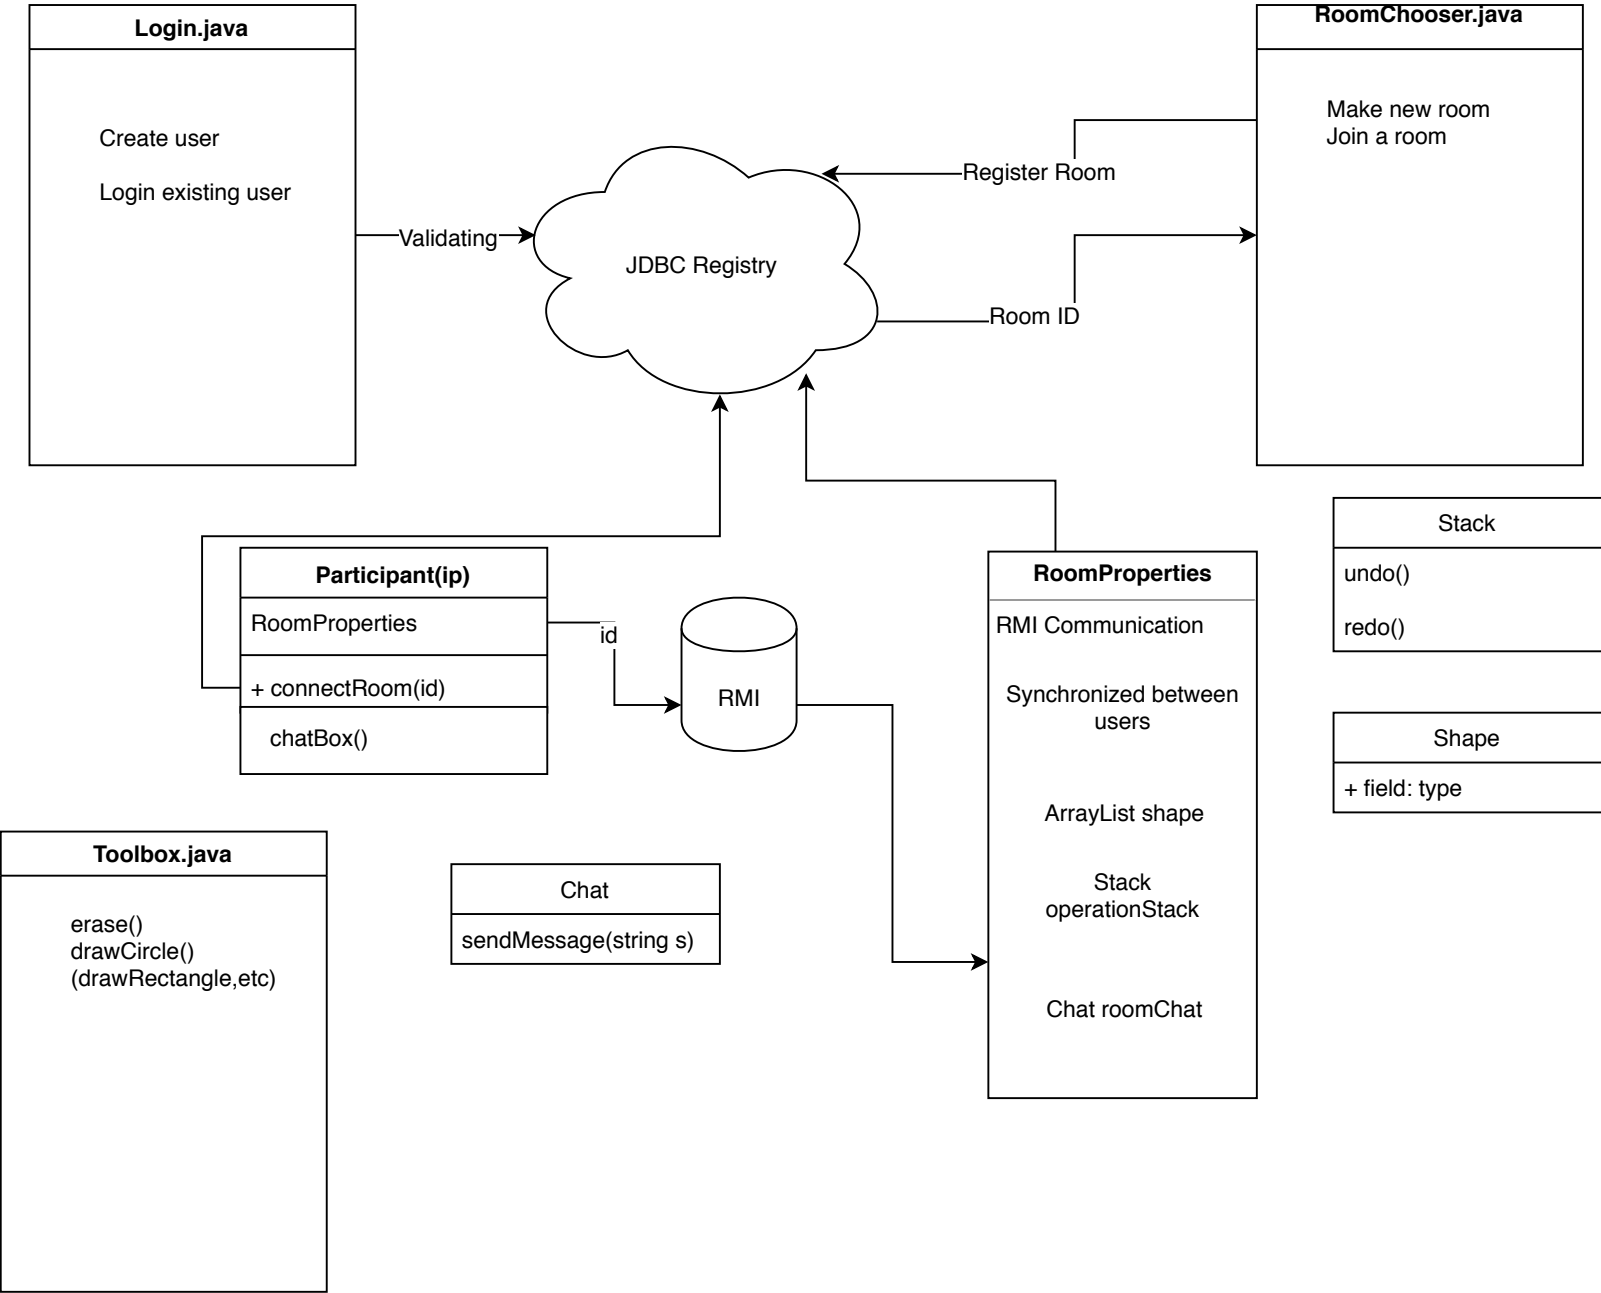 Login.java
Create user
Login existing user
Validating
JDBC Registry
Register Room
Room ID
RoomChooser.java
Make new room
Join a room
Participant(ip)
RoomProperties
+ connectRoom(id)
chatBox()
id
RMI
RoomProperties
RMI Communication
Synchronized between
users
ArrayList shape
Stack
operationStack
Chat roomChat
Stack
undo()
redo()
Shape
+ field: type
Toolbox.java
erase()
drawCircle()
(drawRectangle,etc)
Chat
sendMessage(string s)